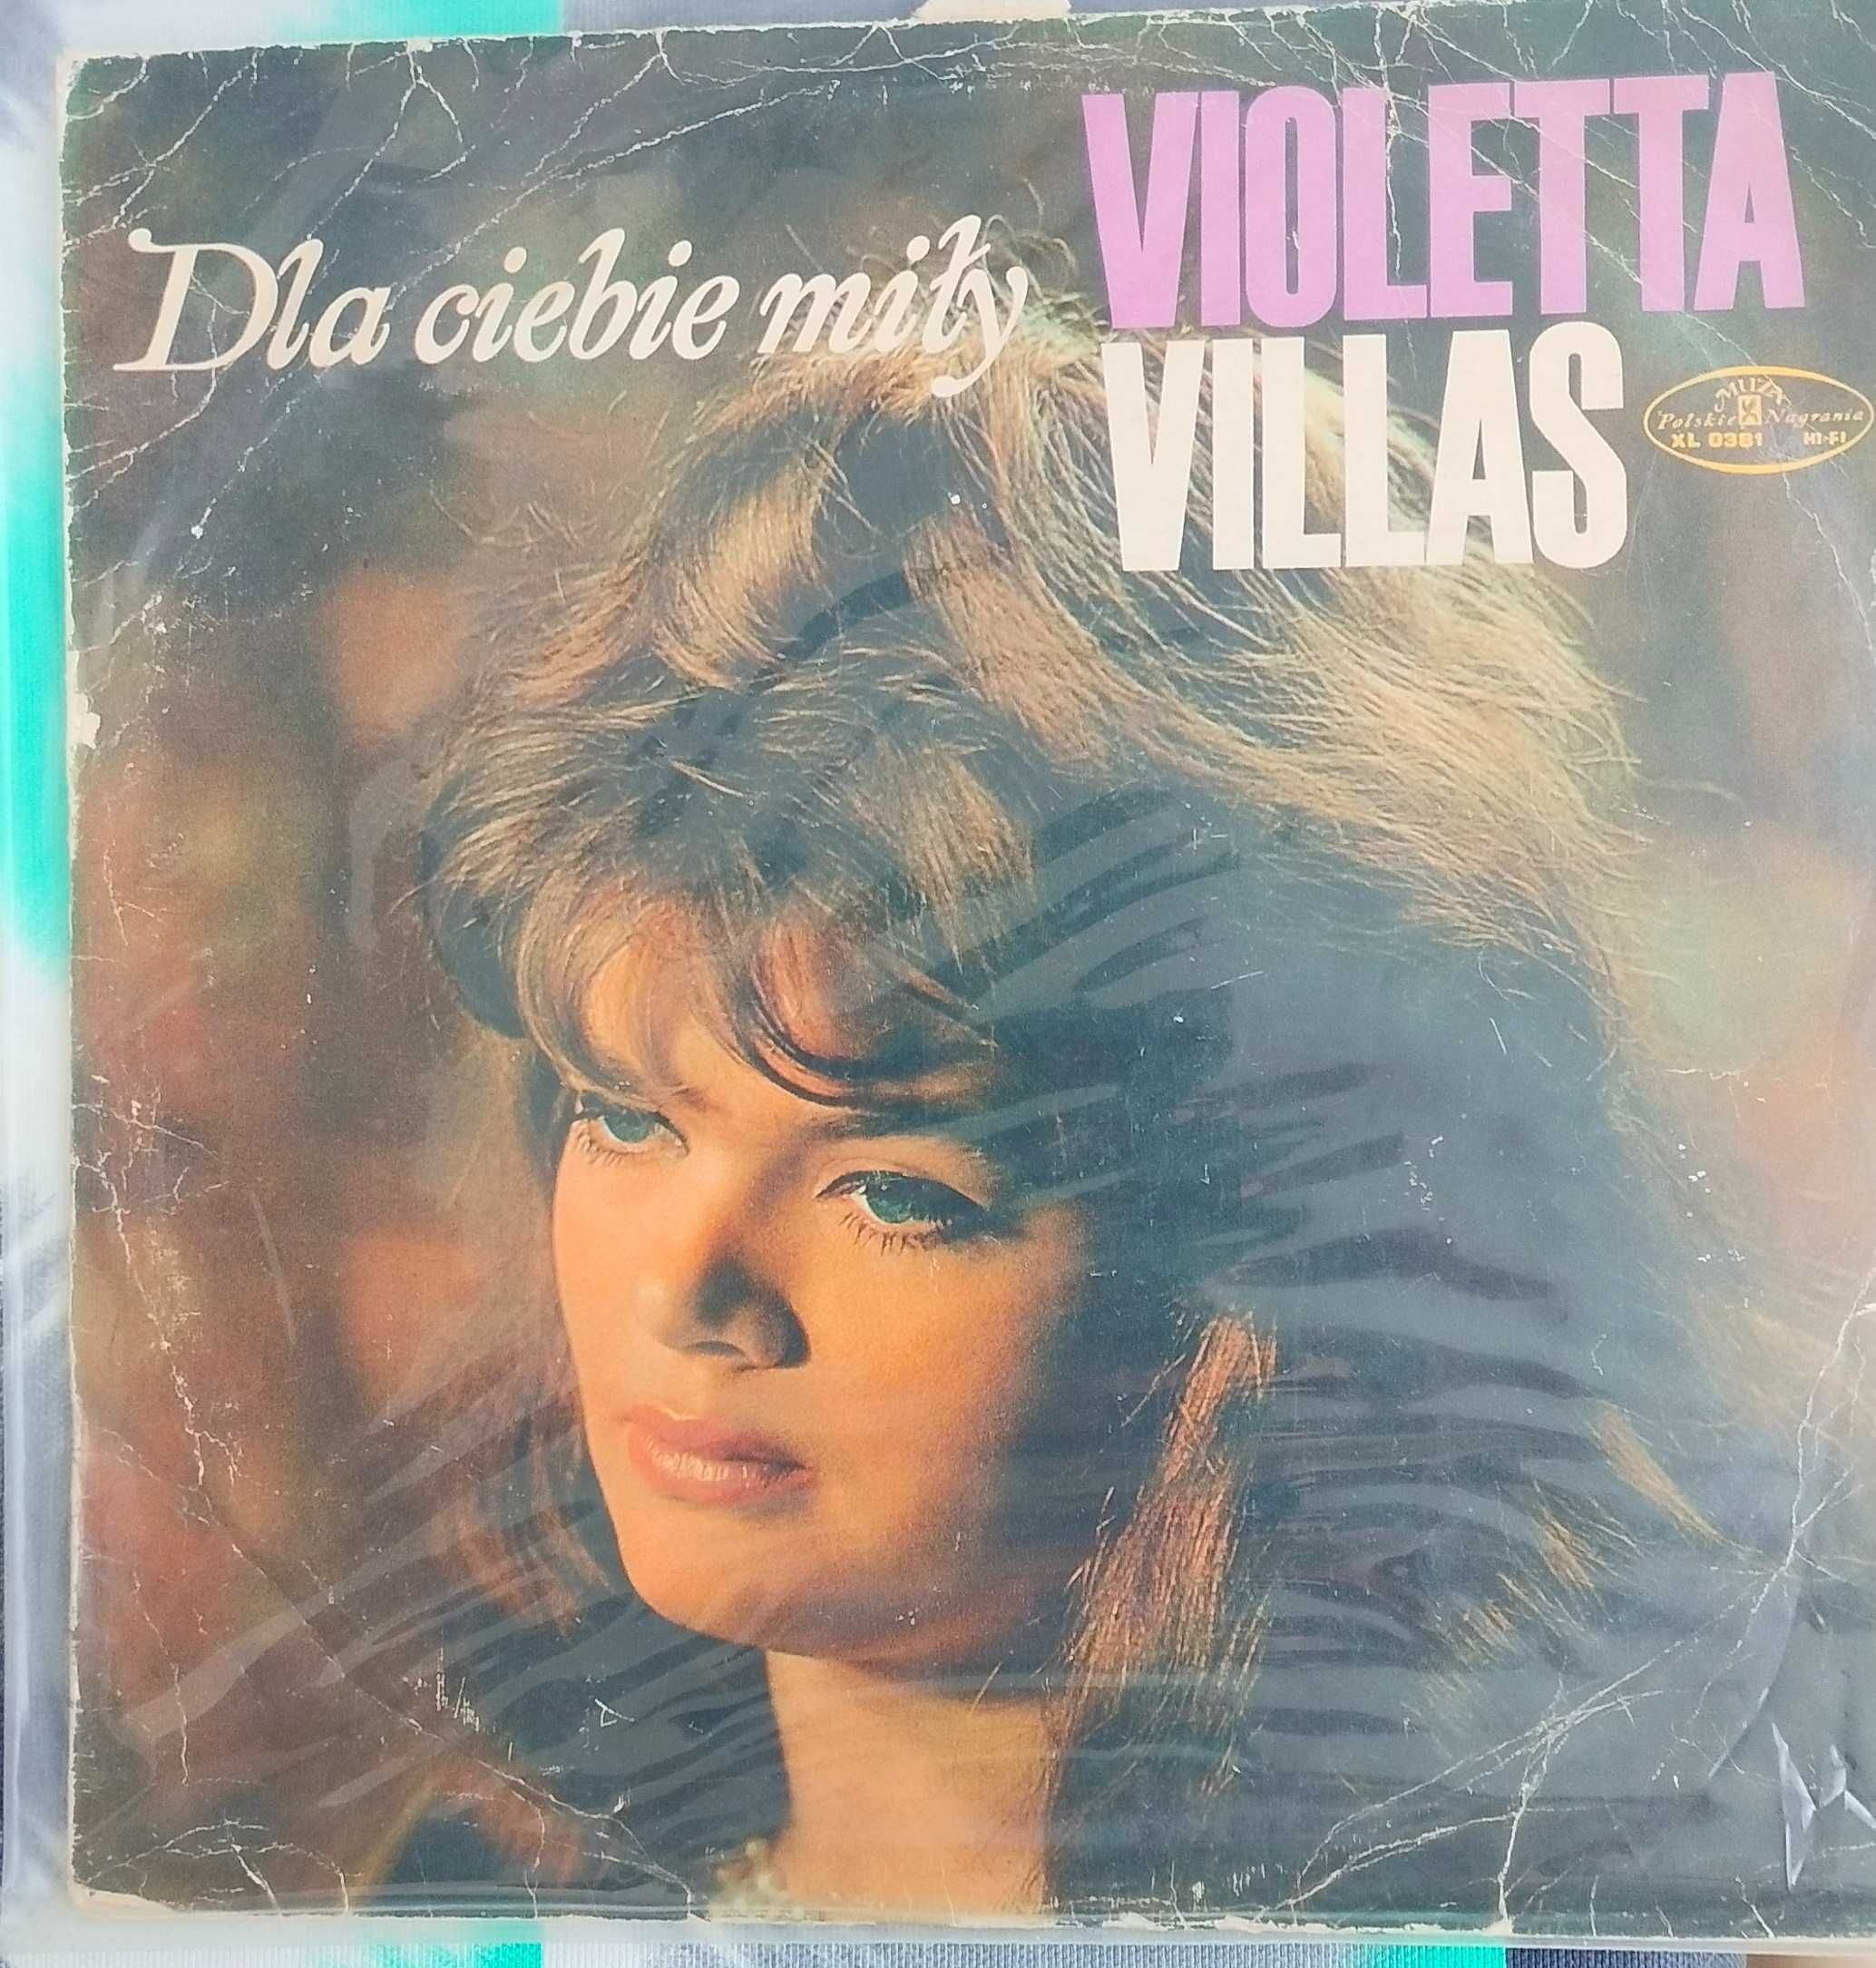 VIOLETTA
Dla ciebie miły
VILLAS
MUZA
Polskie Nagrania
XL 0361 HI-FI